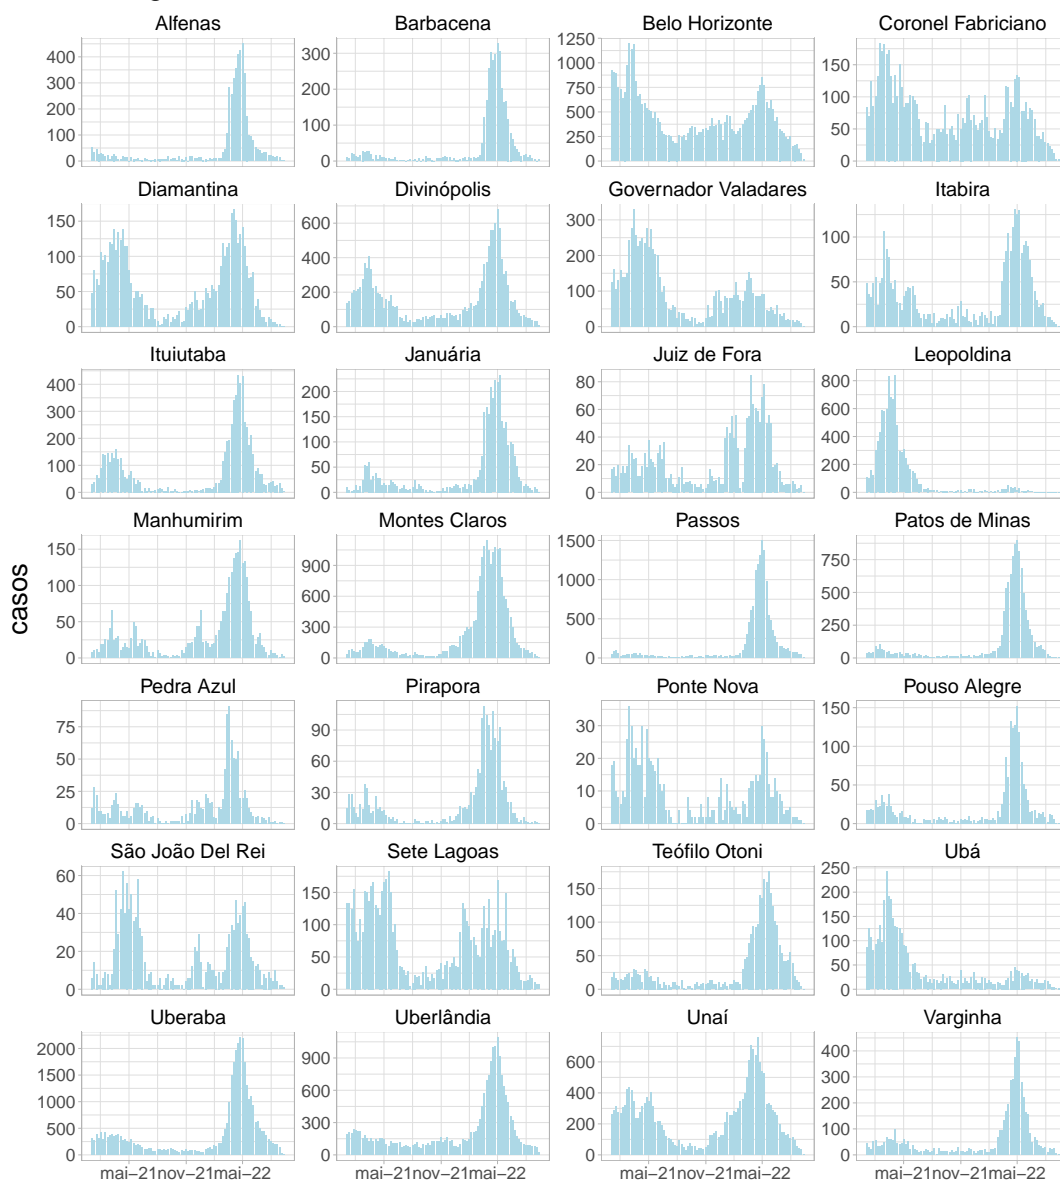 Alfenas Barbacena Belo Horizonte Coronel Fabriciano
400 300 200 100 0
300 200 100 0
1250 1000 750 500 250 0
150 100 50 0
Diamantina Divinópolis Governador Valadares Itabira
150 100 50 0
600 400 200 0
300 200 100 0
100 50 0
Ituiutaba Januária Juiz de Fora Leopoldina
400 300 200 100 0
200 150 100 50 0
80 60 40 20 0
800 600 400 200 0
Manhumirim Montes Claros Passos Patos de Minas
150 100 50 0
900 600 300 0
1500 1000 500 0
750 500 250 0
casos
Pedra Azul Pirapora Ponte Nova Pouso Alegre
75 50 25 0
90 60 30 0
30 20 10 0
150 100 50 0
São João Del Rei Sete Lagoas Teófilo Otoni Ubá
60 40 20 0
150 100 50 0
150 100 50 0
250 200 150 100 50 0
Uberaba Uberlândia Unaí Varginha
2000 1500 1000 500 0
900 600 300 0
600 400 200 0
400 300 200 100 0
mai–21nov–21mai–22 mai–21nov–21mai–22 mai–21nov–21mai–22 mai–21nov–21mai–22